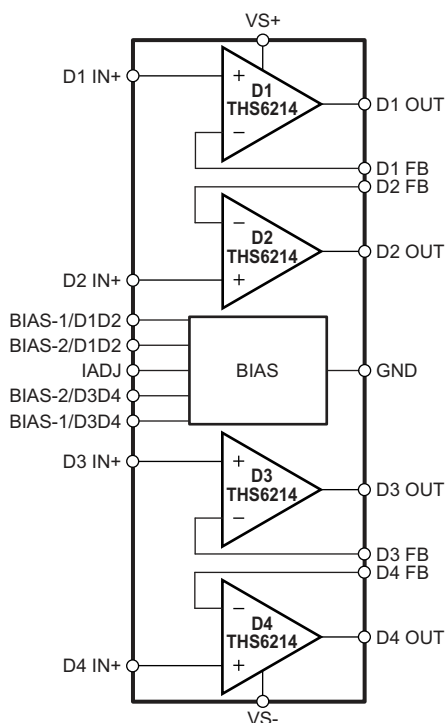 VS+
D1 IN+
+
D1
THS6214
D1 OUT
−
D1 FB
D2 FB
−
D2
THS6214
D2 OUT
D2 IN+
+
BIAS-1/D1D2
BIAS-2/D1D2
IADJ
BIAS
GND
BIAS-2/D3D4
BIAS-1/D3D4
D3 IN+
+
D3
THS6214
D3 OUT
−
D3 FB
D4 FB
−
D4
THS6214
D4 OUT
D4 IN+
+
VS-